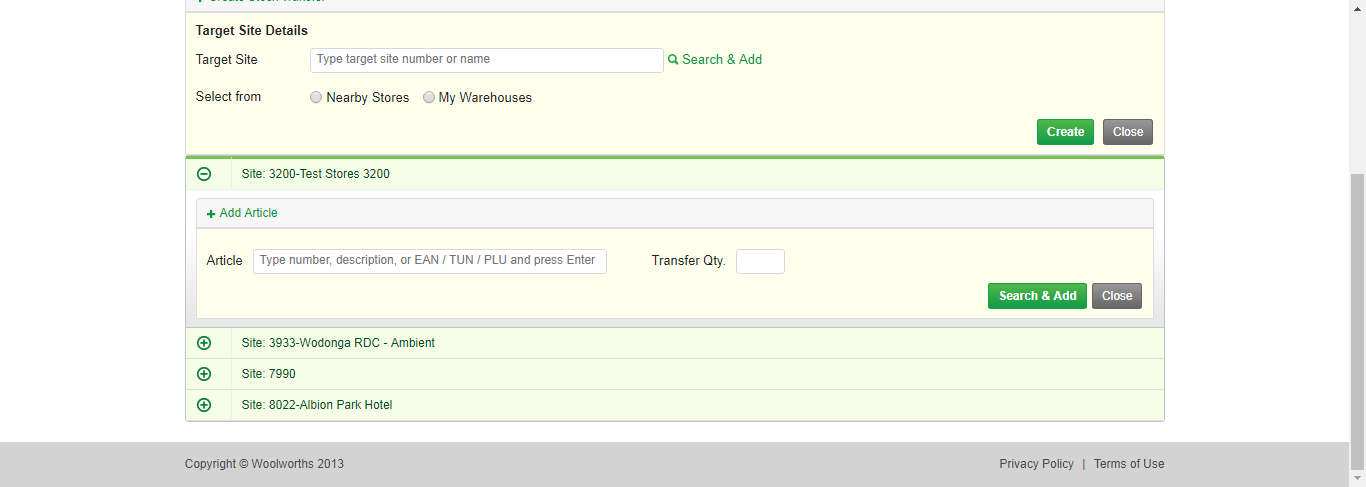 Create Stock Transfer
Target Site Details
Target Site Type target site number or name Search & Add
Select from Nearby Stores My Warehouses
Create Close
Site: 3200-Test Stores 3200
+ Add Article
Article Type number, description, or EAN / TUN / PLU and press Enter Transfer Qty.
Search & Add Close
Site: 3933-Wodonga RDC - Ambient
Site: 7990
Site: 8022-Albion Park Hotel
Copyright © Woolworths 2013 Privacy Policy | Terms of Use